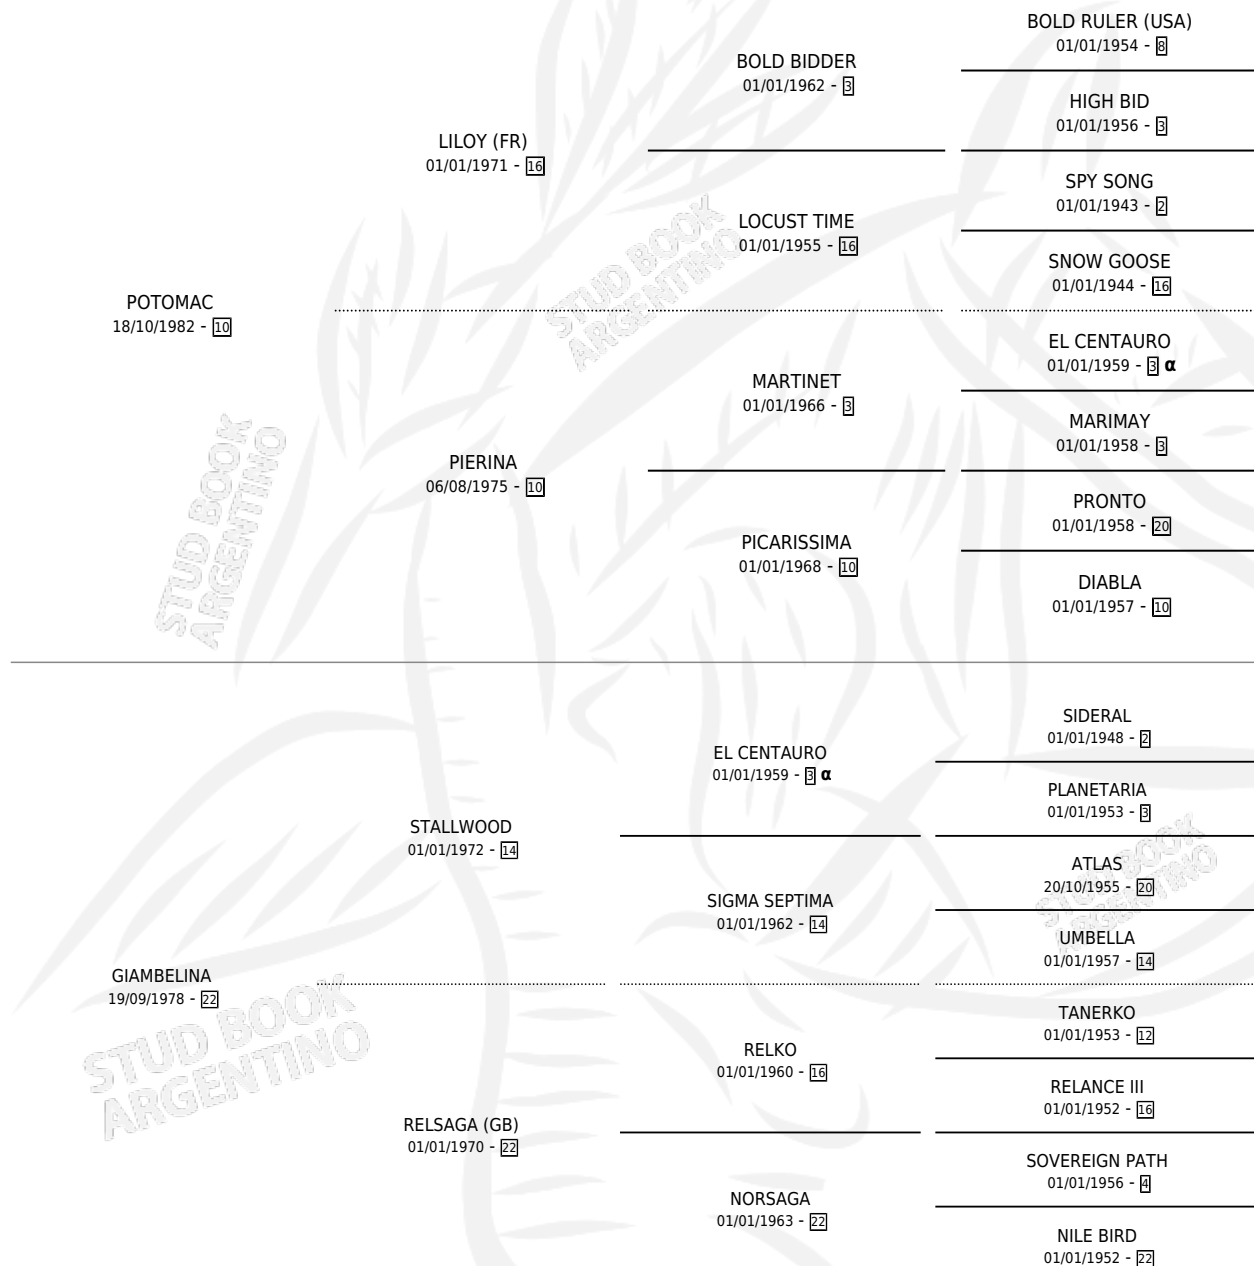 BOLD RULER (USA)
01/01/1954 - 8
BOLD BIDDER
01/01/1962 - 3
HIGH BID
01/01/1956 - 3
LILOY (FR)
01/01/1971 - 16
SPY SONG
01/01/1943 - 2
LOCUST TIME
01/01/1955 - 16
SNOW GOOSE
01/01/1944 - 16
STUD BOOK
ARGENTINO
POTOMAC
18/10/1982 - 10
EL CENTAURO
01/01/1959 - 3 α
MARTINET
01/01/1966 - 3
MARIMAY
01/01/1958 - 3
PIERINA
06/08/1975 - 10
STUD BOOK
ARGENTINO
PRONTO
01/01/1958 - 20
PICARISSIMA
01/01/1968 - 10
DIABLA
01/01/1957 - 10
SIDERAL
01/01/1948 - 2
EL CENTAURO
01/01/1959 - 3 α
PLANETARIA
01/01/1953 - 3
STALLWOOD
01/01/1972 - 14
STUD BOOK
ARGENTINO
ATLAS
20/10/1955 - 20
SIGMA SEPTIMA
01/01/1962 - 14
UMBELLA
01/01/1957 - 14
GIAMBELINA
19/09/1978 - 22
STUD BOOK
ARGENTINO
TANERKO
01/01/1953 - 12
RELKO
01/01/1960 - 16
RELANCE III
01/01/1952 - 16
RELSAGA (GB)
01/01/1970 - 22
SOVEREIGN PATH
01/01/1956 - 4
NORSAGA
01/01/1963 - 22
NILE BIRD
01/01/1952 - 22